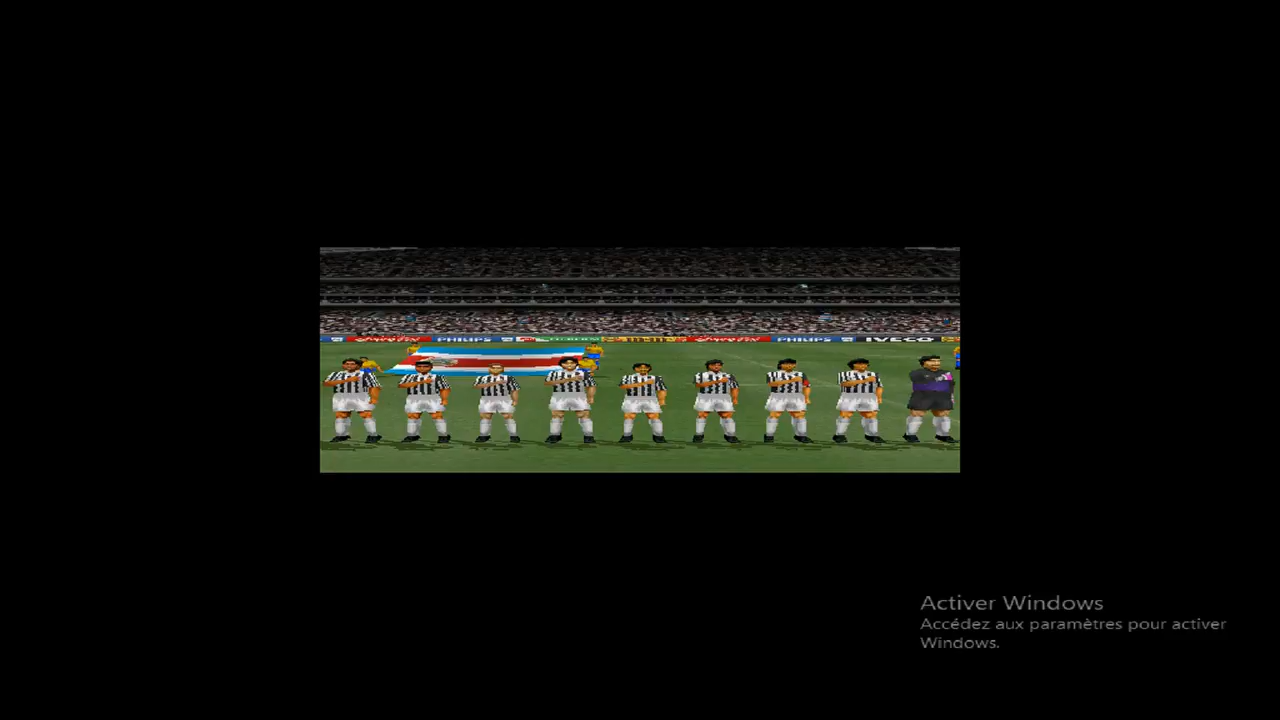 PHILIPS PHILIPS IVECO
Activer Windows
Accédez aux paramètres pour activer
Windows.